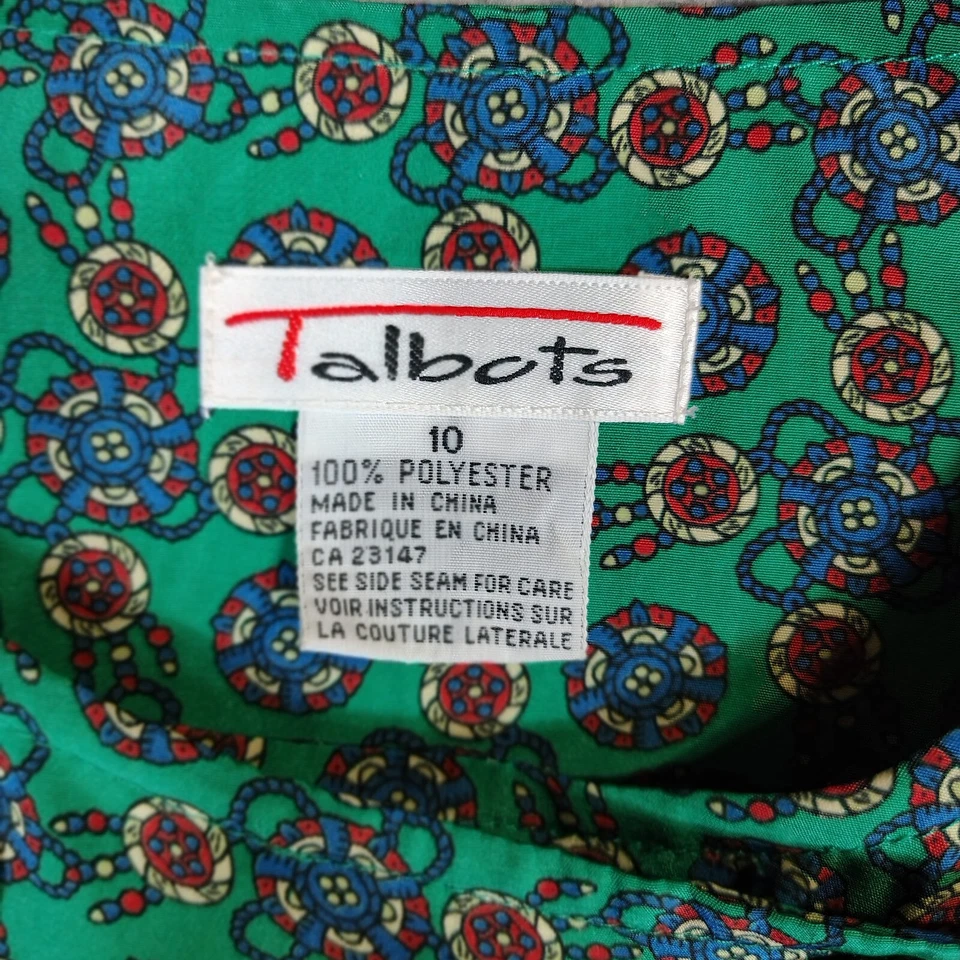 Talbots
10
100% POLYESTER
MADE IN CHINA
FABRIQUE EN CHINA
CA 23147
SEE SIDE SEAM FOR CARE
VOIR INSTRUCTIONS SUR
LA COUTURE LATERALE